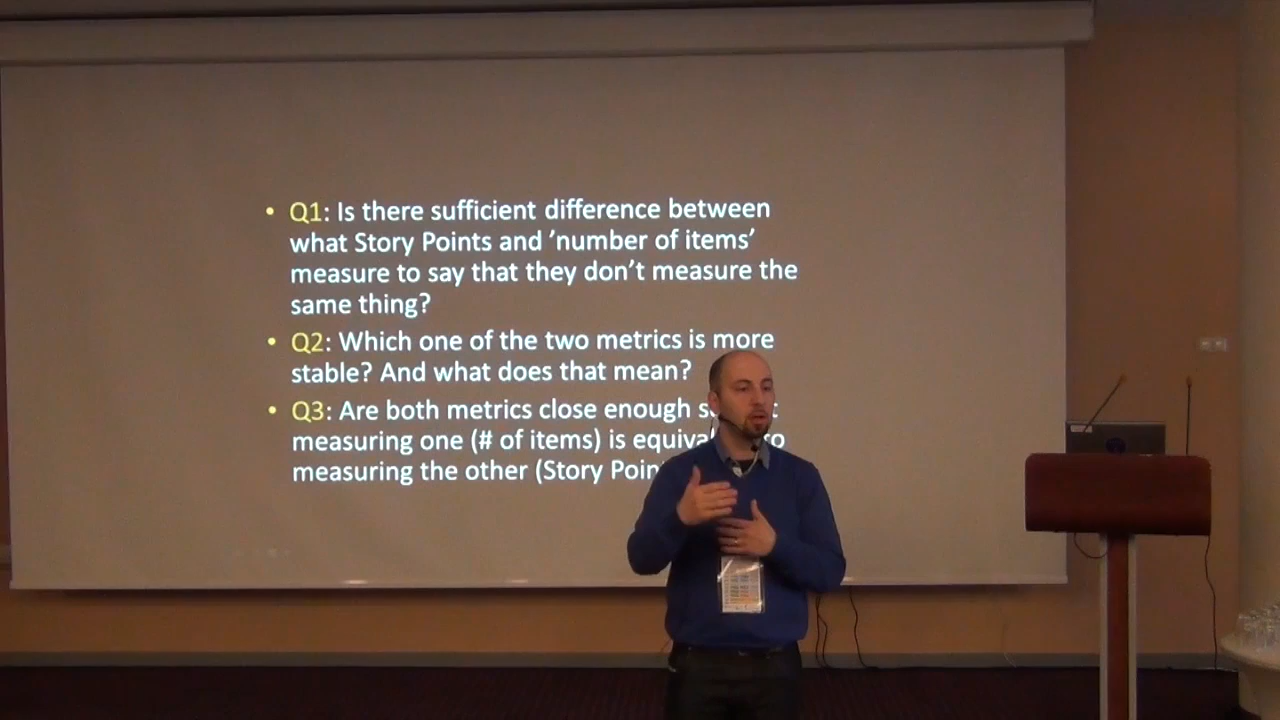 • Q1: Is there sufficient difference between
what Story Points and ’number of items’
measure to say that they don’t measure the
same thing?
• Q2: Which one of the two metrics is more
stable? And what does that mean?
• Q3: Are both metrics close enough
measuring one (# of items) is
measuring the other (Story